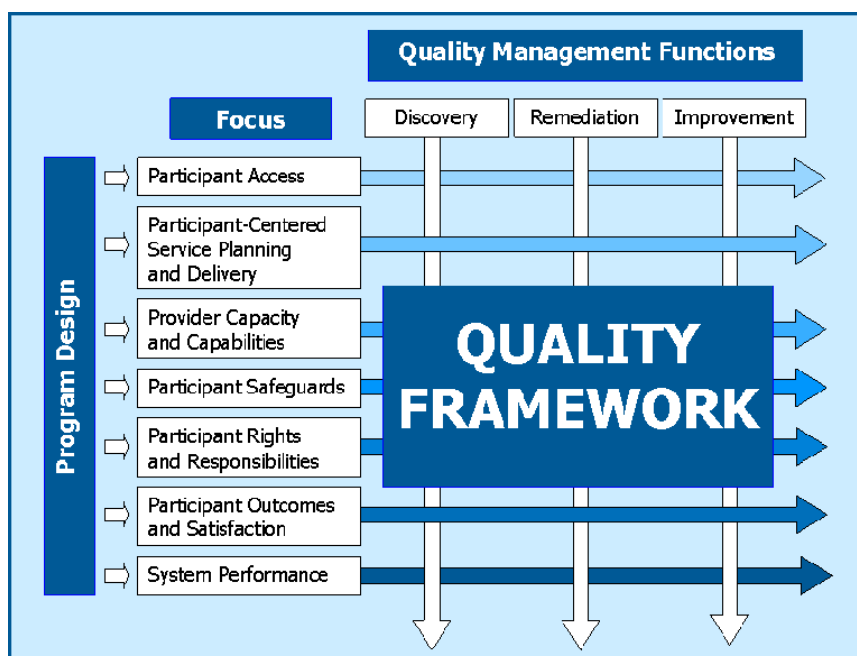 Quality Management Functions
Focus
Discovery
Remediation
Improvement
Program Design
Participant Access
Participant-Centered
Service Planning
and Delivery
Provider Capacity
and Capabilities
Participant Safeguards
Participant Rights
and Responsibilities
Participant Outcomes
and Satisfaction
System Performance
QUALITY
FRAMEWORK